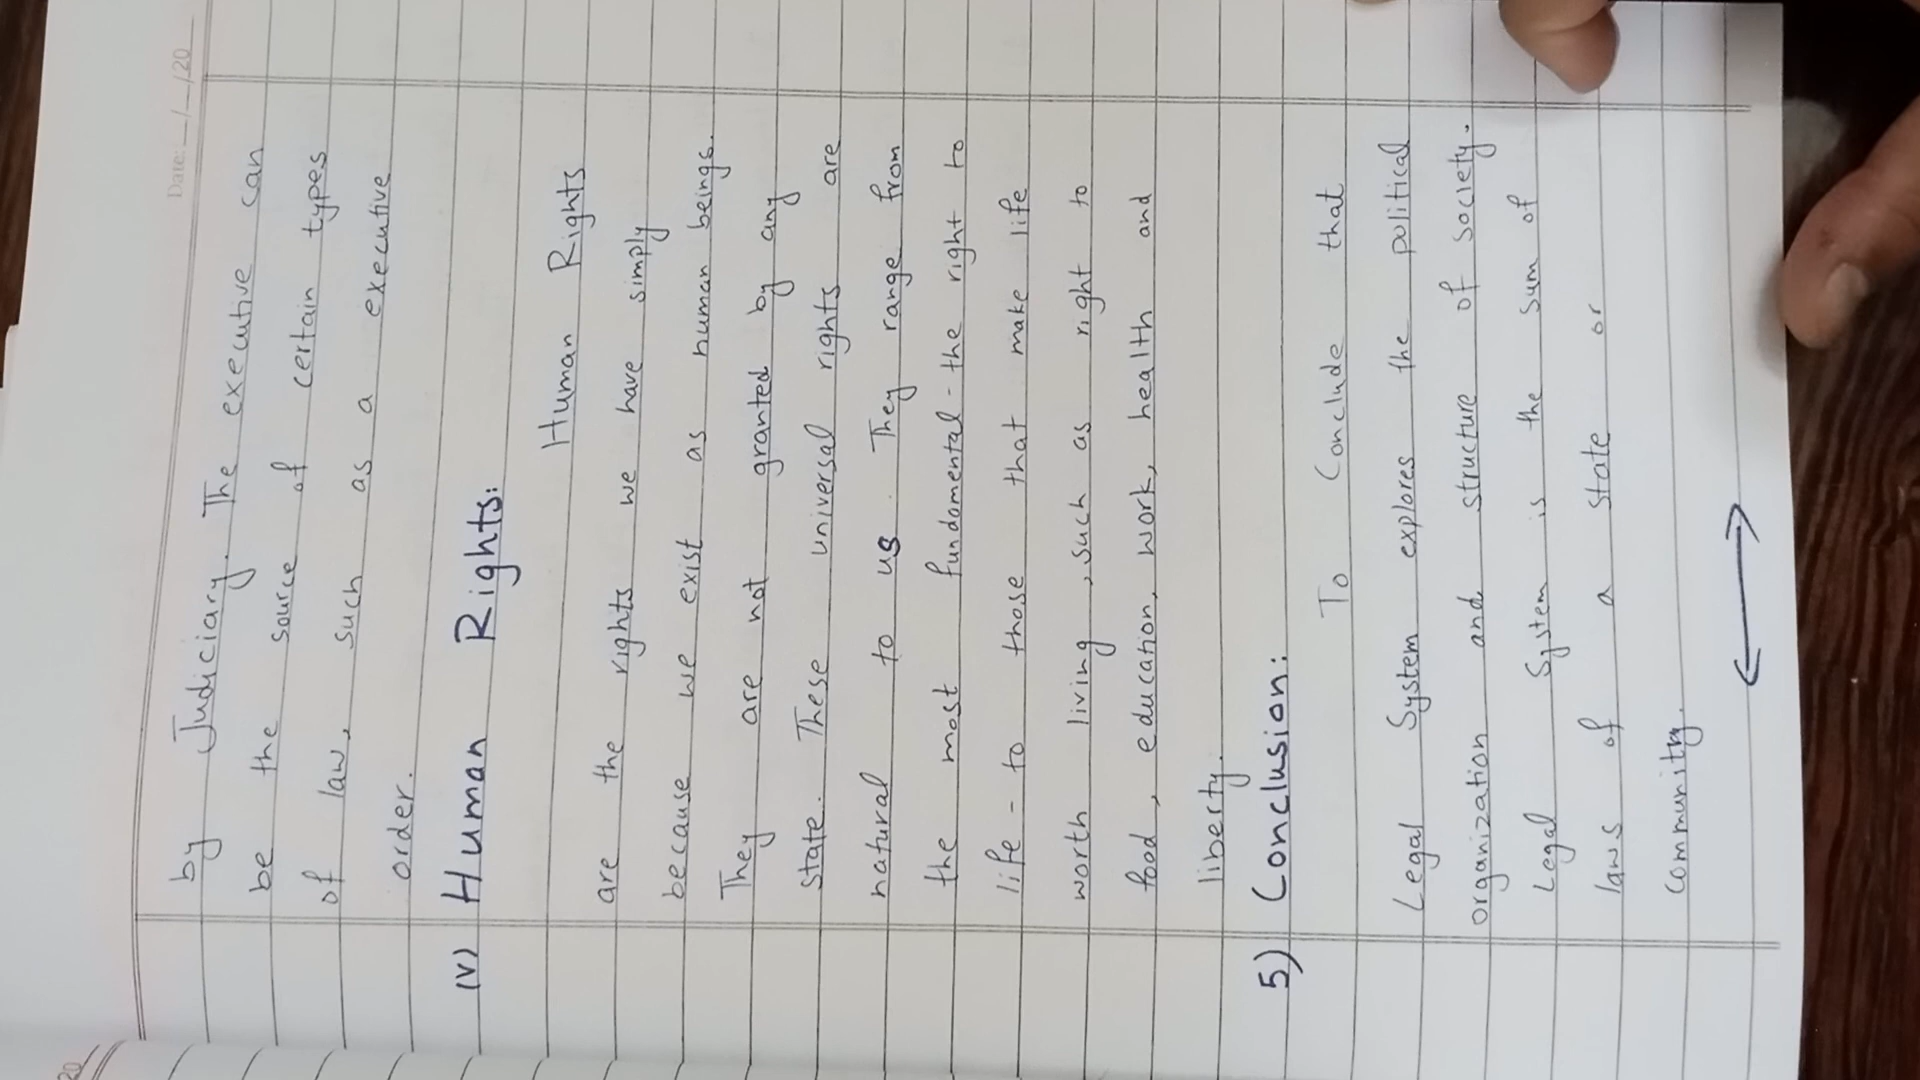 Date:__/__/20__
by Judiciary. The executive can
be the source of certain types
of law, such as a executive
order.
(v) Human Rights:
Human Rights
are the rights we have simply
because we exist as human beings.
They are not granted by any
state. These universal rights are
natural to us. They range from
the most fundamental - the right to
life - to those that make life
worth living, such as right to
food, education, work, health and
liberty.
5) Conclusion:
To Conclude that
Legal System explores the political
organization and structure of society.
Legal System is the sum of
laws of a state or
community.
20